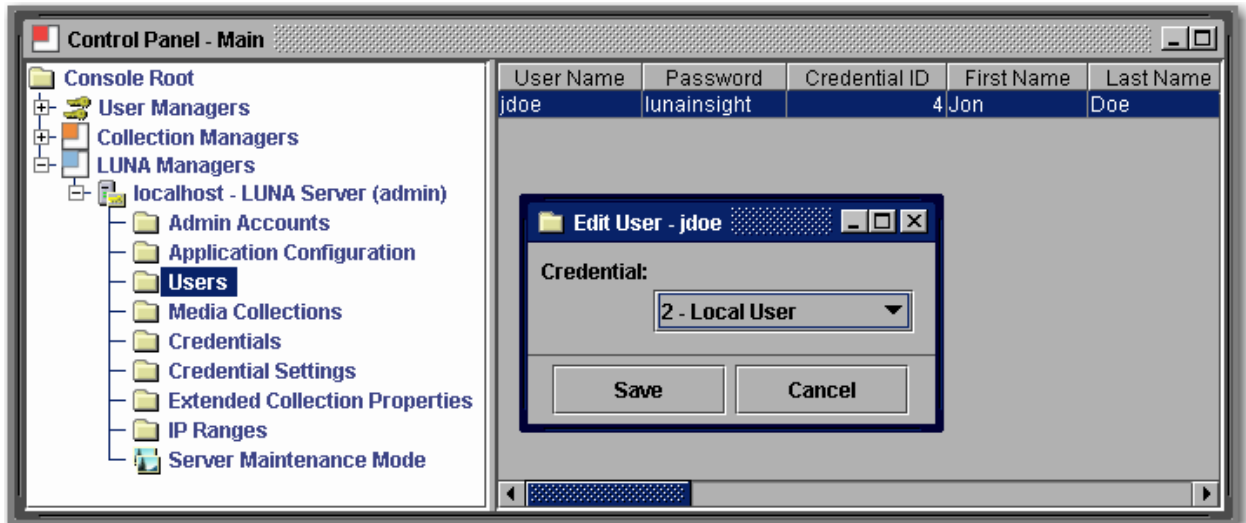 Control Panel - Main
Console Root
User Managers
Collection Managers
LUNA Managers
localhost - LUNA Server (admin)
Admin Accounts
Application Configuration
Users
Media Collections
Credentials
Credential Settings
Extended Collection Properties
IP Ranges
Server Maintenance Mode
User Name Password Credential ID First Name Last Name
jdoe lunainsight 4 Jon Doe
Edit User - jdoe
Credential:
2 - Local User
Save Cancel